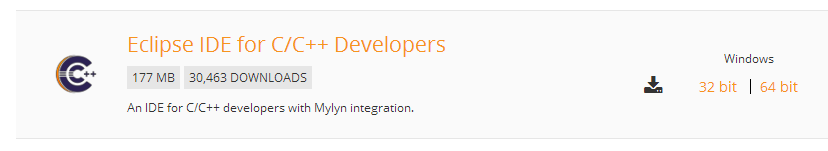 Eclipse IDE for C/C++ Developers
177 MB 30,463 DOWNLOADS
An IDE for C/C++ developers with Mylyn integration.
C++
Windows
32 bit | 64 bit